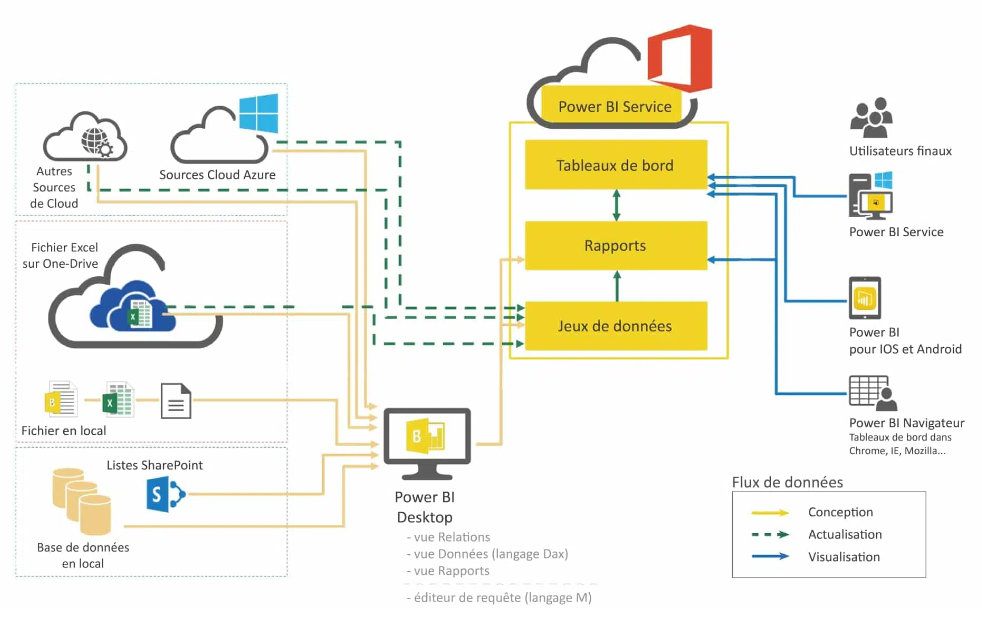 Autres
Sources
de Cloud
Sources Cloud Azure
Fichier Excel
sur One-Drive
X
B
X
Fichier en local
Listes SharePoint
S
Base de données
en local
B
Power BI
Desktop
- vue Relations
- vue Données (langage Dax)
- vue Rapports
- éditeur de requête (langage M)
Power BI Service
Tableaux de bord
Rapports
Jeux de données
Utilisateurs finaux
Power BI Service
Power BI
pour IOS et Android
Power BI Navigateur
Tableaux de bord dans
Chrome, IE, Mozilla...
Flux de données
Conception
Actualisation
Visualisation